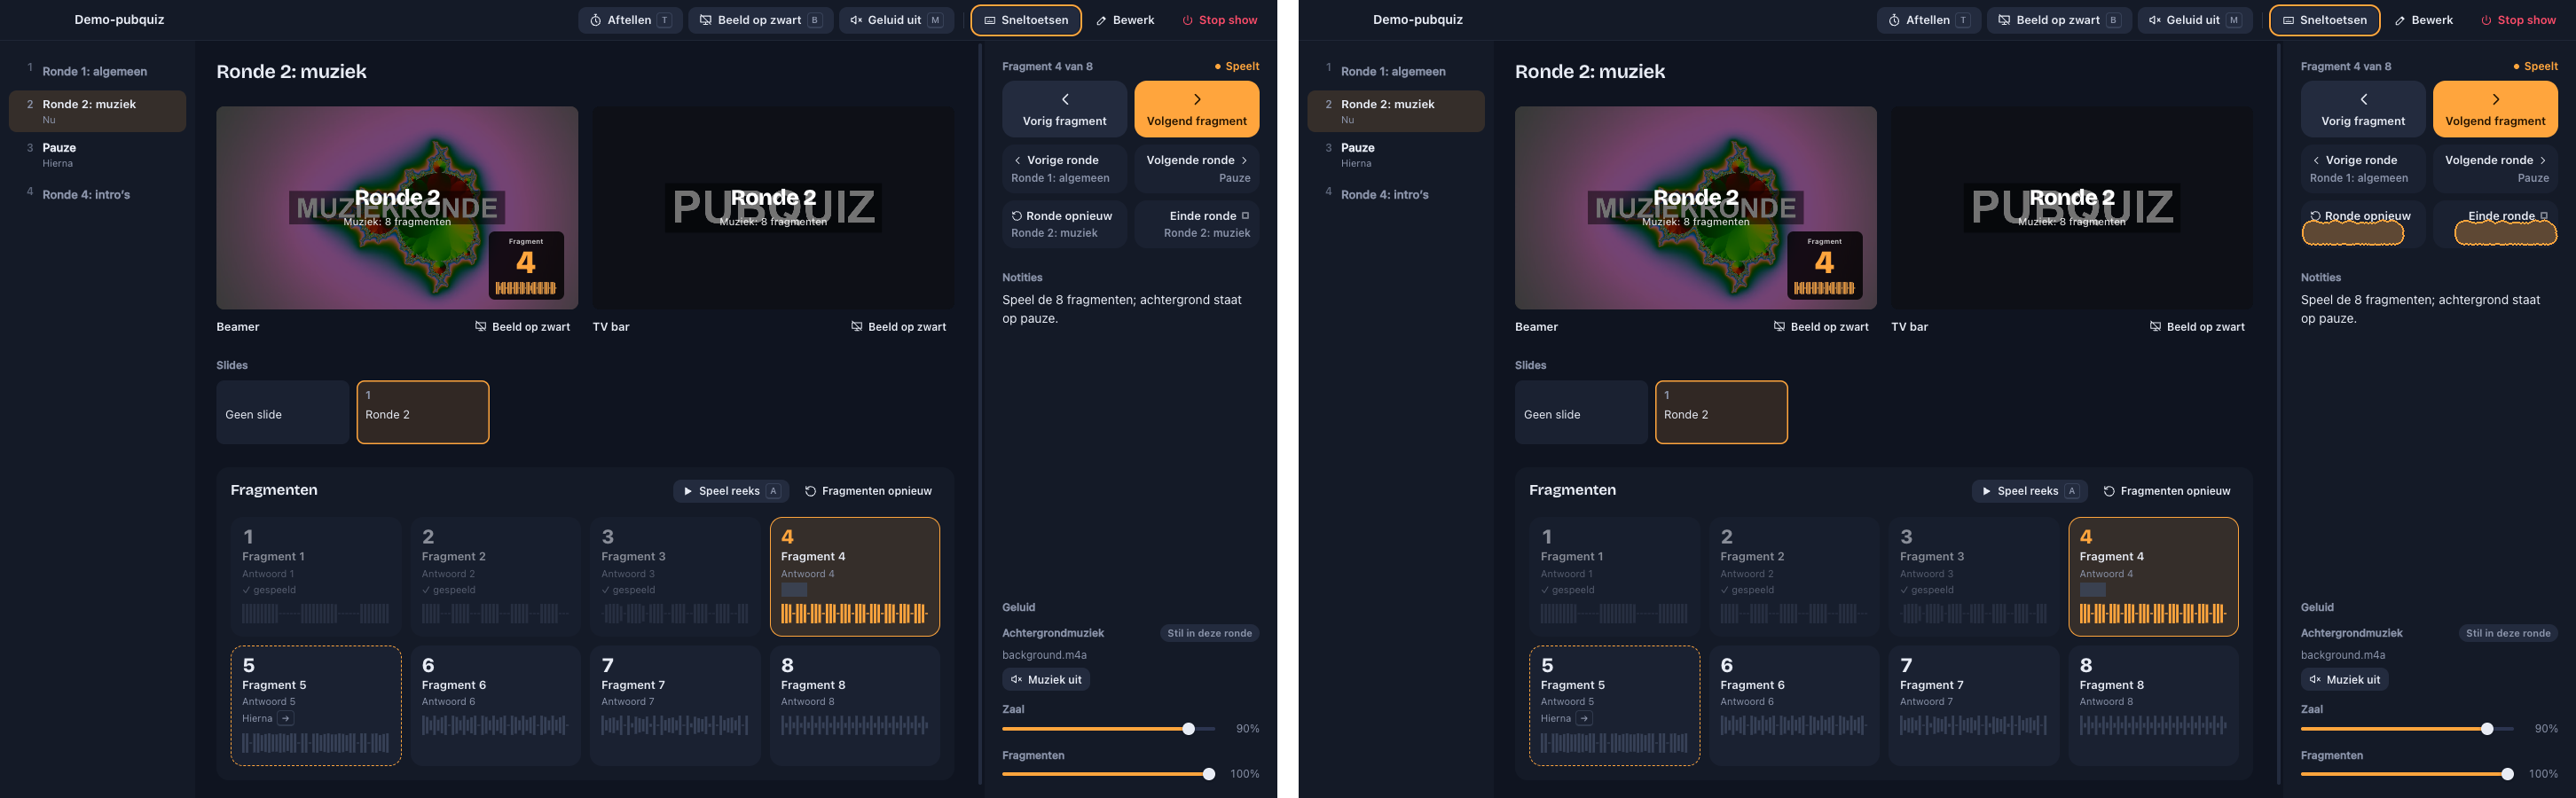 Demo-pubquiz
Aftellen T
Beeld op zwart B
Geluid uit M
Sneltoetsen
Bewerk
Stop show
1 Ronde 1: algemeen
2 Ronde 2: muziek
Nu
3 Pauze
Hierna
4 Ronde 4: intro's
Ronde 2: muziek
MUZIEKRONDE
Ronde 2
Muziek: 8 fragmenten
Fragment
4
PUBQUIZ
Ronde 2
Muziek: 8 fragmenten
Beamer
Beeld op zwart
TV bar
Beeld op zwart
Slides
Geen slide
1
Ronde 2
Fragmenten
Speel reeks A
Fragmenten opnieuw
1
Fragment 1
Antwoord 1
✓ gespeeld
2
Fragment 2
Antwoord 2
✓ gespeeld
3
Fragment 3
Antwoord 3
✓ gespeeld
4
Fragment 4
Antwoord 4
5
Fragment 5
Antwoord 5
Hierna →
6
Fragment 6
Antwoord 6
7
Fragment 7
Antwoord 7
8
Fragment 8
Antwoord 8
Fragment 4 van 8
Speelt
Vorig fragment
Volgend fragment
Vorige ronde
Ronde 1: algemeen
Volgende ronde
Pauze
Ronde opnieuw
Ronde 2: muziek
Einde ronde
Ronde 2: muziek
Notities
Speel de 8 fragmenten; achtergrond staat
op pauze.
Geluid
Achtergrondmuziek
Stil in deze ronde
background.m4a
Muziek uit
Zaal
90%
Fragmenten
100%
Demo-pubquiz
Aftellen T
Beeld op zwart B
Geluid uit M
Sneltoetsen
Bewerk
Stop show
1 Ronde 1: algemeen
2 Ronde 2: muziek
Nu
3 Pauze
Hierna
4 Ronde 4: intro's
Ronde 2: muziek
MUZIEKRONDE
Ronde 2
Muziek: 8 fragmenten
Fragment
4
PUBQUIZ
Ronde 2
Muziek: 8 fragmenten
Beamer
Beeld op zwart
TV bar
Beeld op zwart
Slides
Geen slide
1
Ronde 2
Fragmenten
Speel reeks A
Fragmenten opnieuw
1
Fragment 1
Antwoord 1
✓ gespeeld
2
Fragment 2
Antwoord 2
✓ gespeeld
3
Fragment 3
Antwoord 3
✓ gespeeld
4
Fragment 4
Antwoord 4
5
Fragment 5
Antwoord 5
Hierna →
6
Fragment 6
Antwoord 6
7
Fragment 7
Antwoord 7
8
Fragment 8
Antwoord 8
Fragment 4 van 8
Speelt
Vorig fragment
Volgend fragment
Vorige ronde
Ronde 1: algemeen
Volgende ronde
Pauze
Ronde opnieuw
Einde ronde
Notities
Speel de 8 fragmenten; achtergrond staat
op pauze.
Geluid
Achtergrondmuziek
Stil in deze ronde
background.m4a
Muziek uit
Zaal
90%
Fragmenten
100%